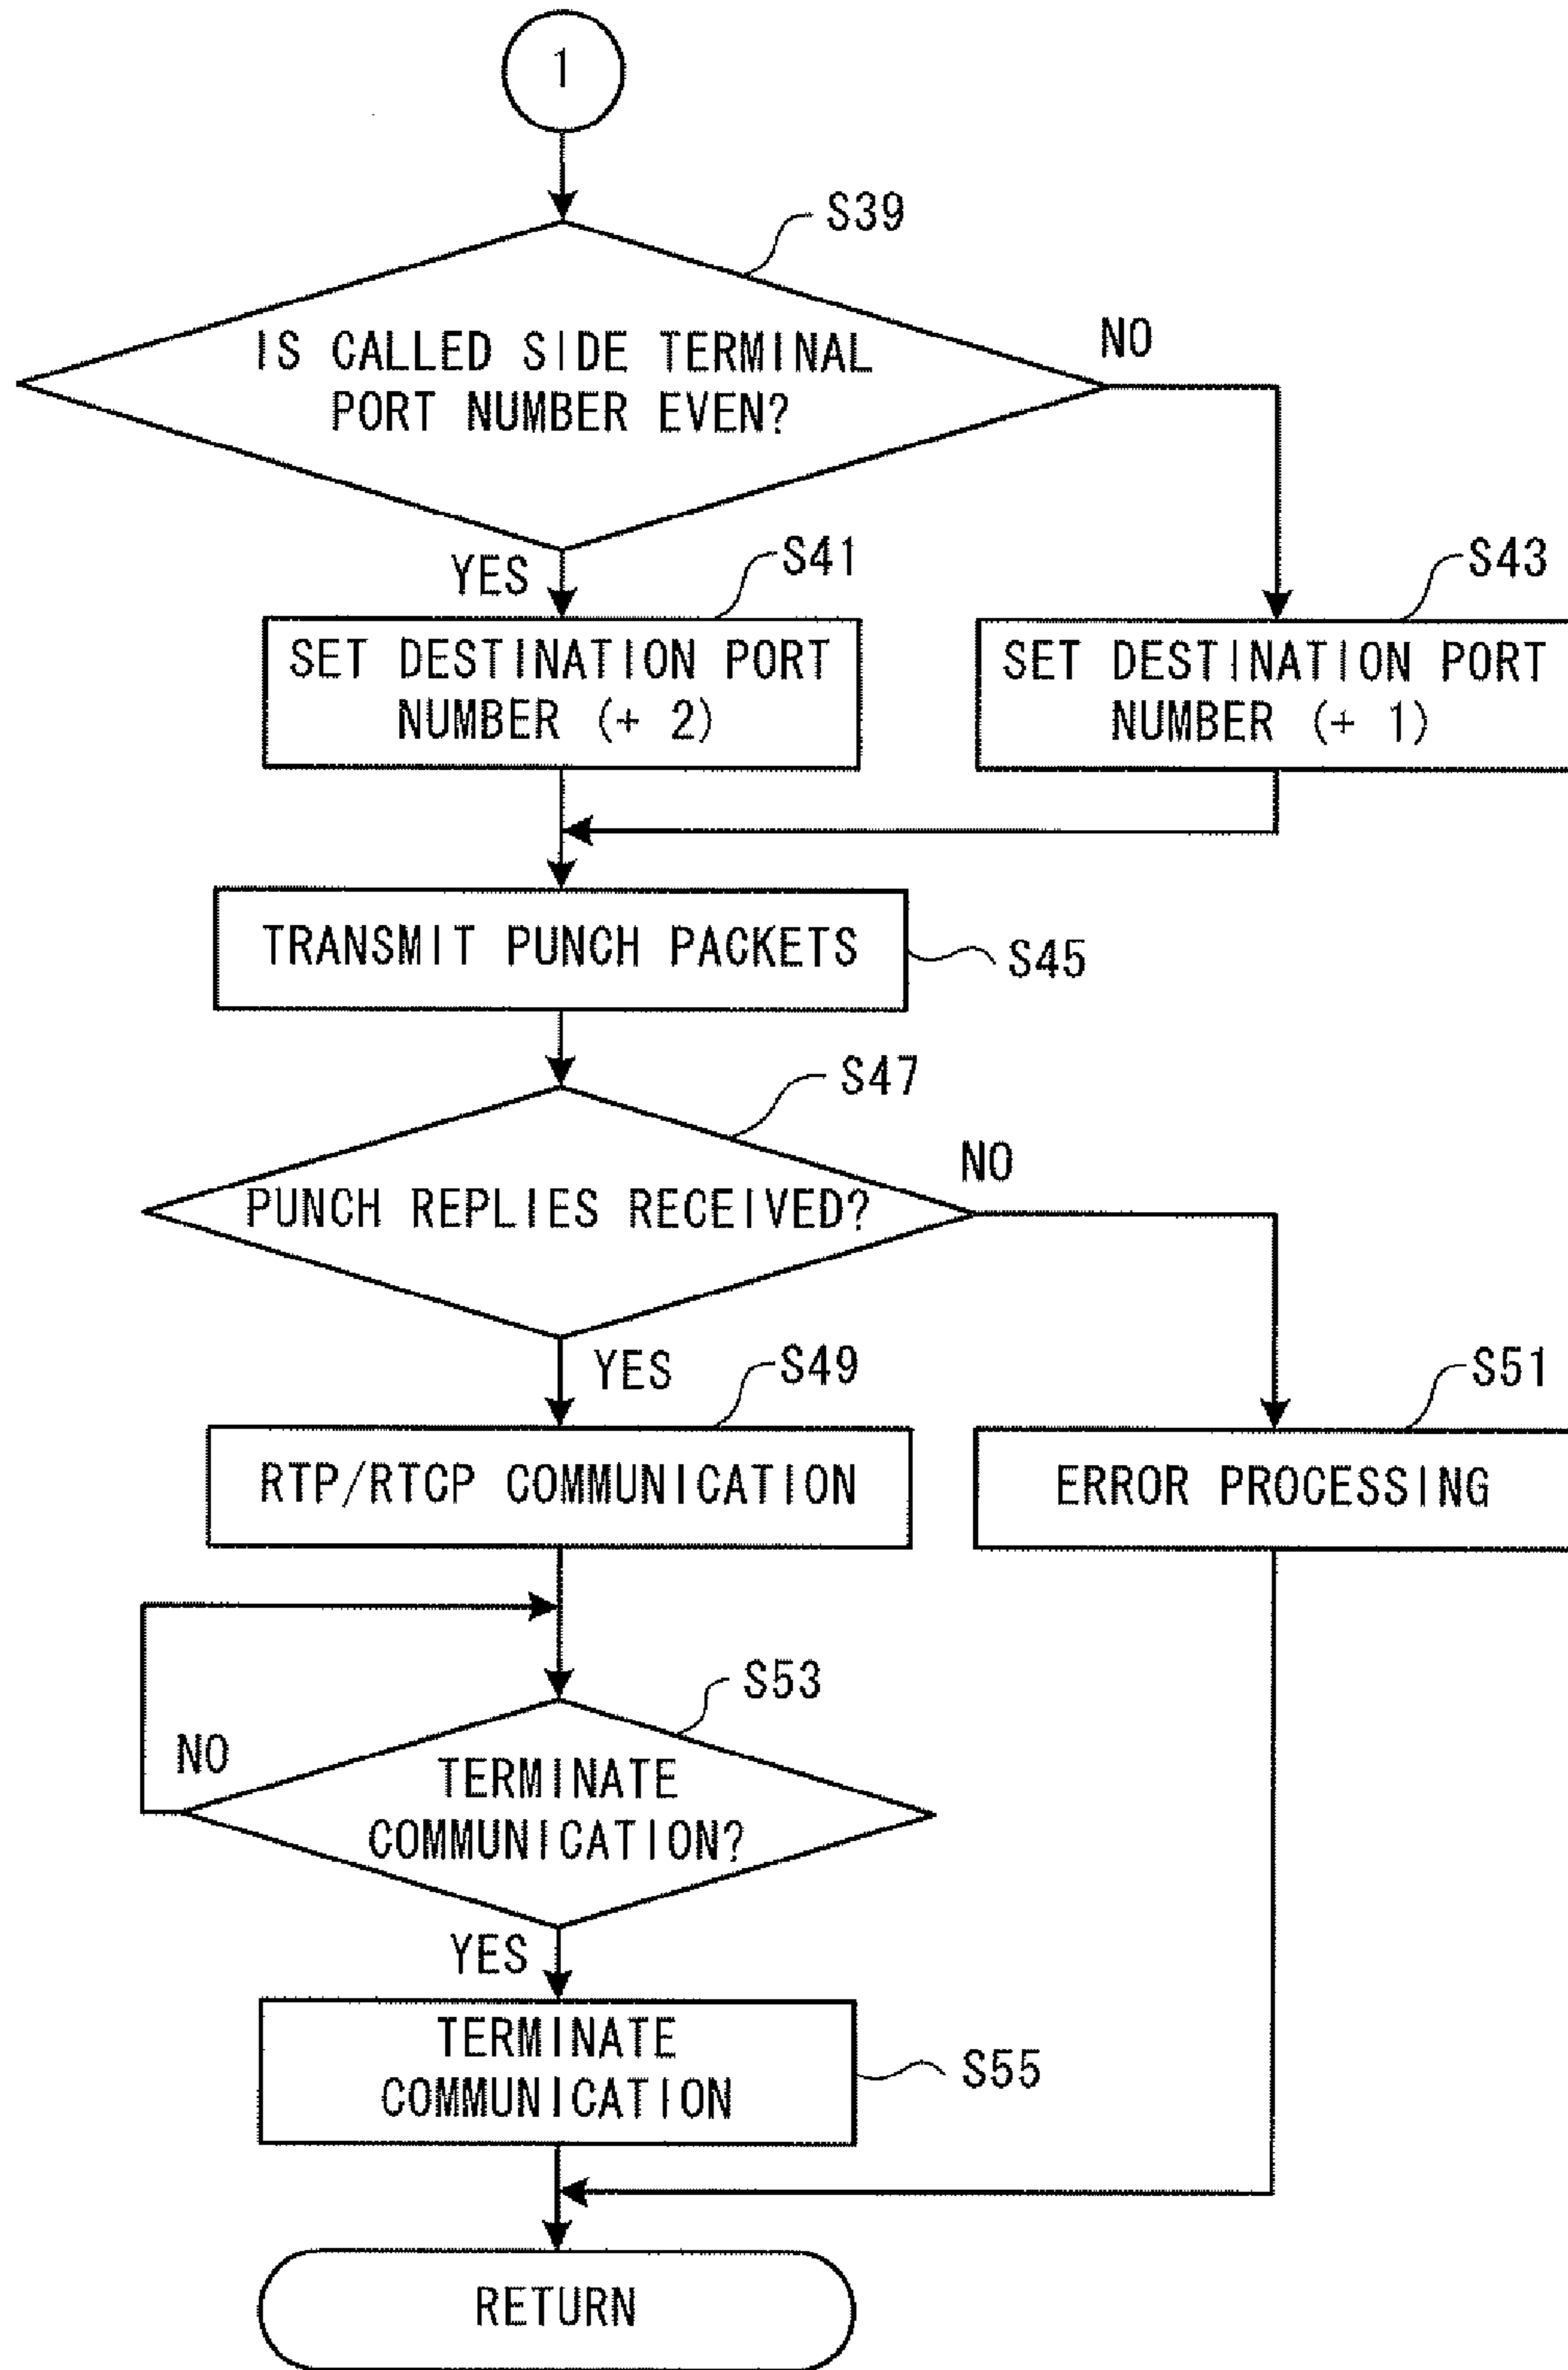 1
S39
IS CALLED SIDE TERMINAL
PORT NUMBER EVEN?
NO
YES
S41
SET DESTINATION PORT
NUMBER (+ 2)
S43
SET DESTINATION PORT
NUMBER (+ 1)
TRANSMIT PUNCH PACKETS
S45
S47
PUNCH REPLIES RECEIVED?
NO
YES
S49
RTP/RTCP COMMUNICATION
S51
ERROR PROCESSING
S53
NO
TERMINATE
COMMUNICATION?
YES
TERMINATE
COMMUNICATION
S55
RETURN